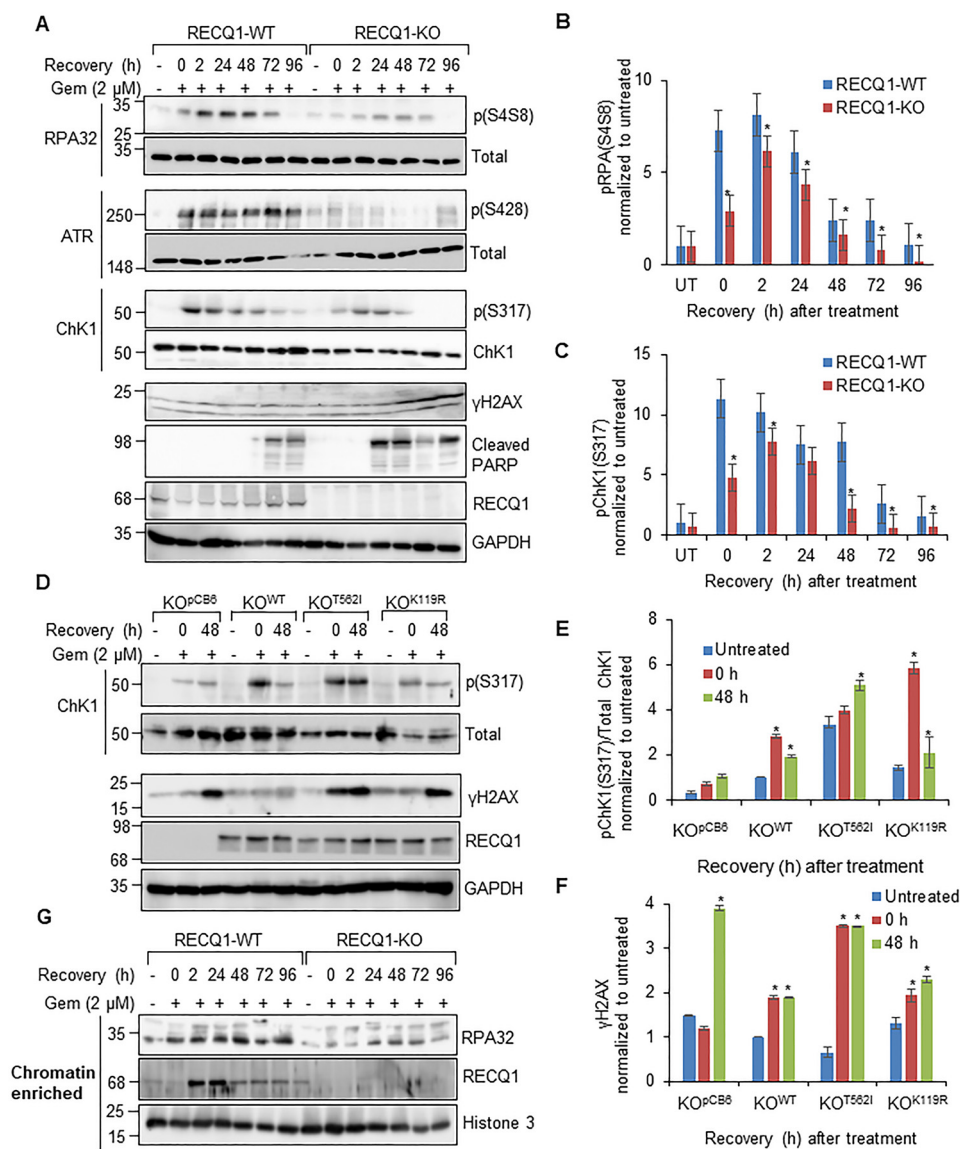 A
RECQ1-WT RECQ1-KO
Recovery (h) - 0 2 24 48 72 96 - 0 2 24 48 72 96
Gem (2 µM) - + + + + + + - + + + + + +
RPA32
35
25
p(S4S8)
35
Total
ATR
250
p(S428)
148
Total
ChK1
50
p(S317)
50
ChK1
25
γH2AX
98
Cleaved
PARP
68
RECQ1
35
GAPDH
B
pRPA(S4S8)
normalized to untreated
10
5
0
RECQ1-WT
RECQ1-KO
* * * * * *
UT 0 2 24 48 72 96
Recovery (h) after treatment
C
pChK1(S317)
normalized to untreated
15
10
5
0
RECQ1-WT
RECQ1-KO
* * * * *
UT 0 2 24 48 72 96
Recovery (h) after treatment
D
KOpCB6 KOWT KOT562I KOK119R
Recovery (h) - 0 48 - 0 48 - 0 48 - 0 48
Gem (2 µM) - + + - + + - + + - + +
ChK1
50
p(S317)
50
Total
25
15
γH2AX
98
68
RECQ1
35
GAPDH
E
pChK1(S317)/Total ChK1
normalized to untreated
8
6
4
2
0
Untreated
0 h
48 h
* * * * *
KOpCB6 KOWT KOT562I KOK119R
Recovery (h) after treatment
F
γH2AX
normalized to untreated
4
3
2
1
0
Untreated
0 h
48 h
* * * * * * *
KOpCB6 KOWT KOT562I KOK119R
Recovery (h) after treatment
G
RECQ1-WT RECQ1-KO
Recovery (h) - 0 2 24 48 72 96 - 0 2 24 48 72 96
Gem (2 µM) - + + + + + + - + + + + + +
Chromatin
enriched
35
RPA32
68
RECQ1
25
15
Histone 3